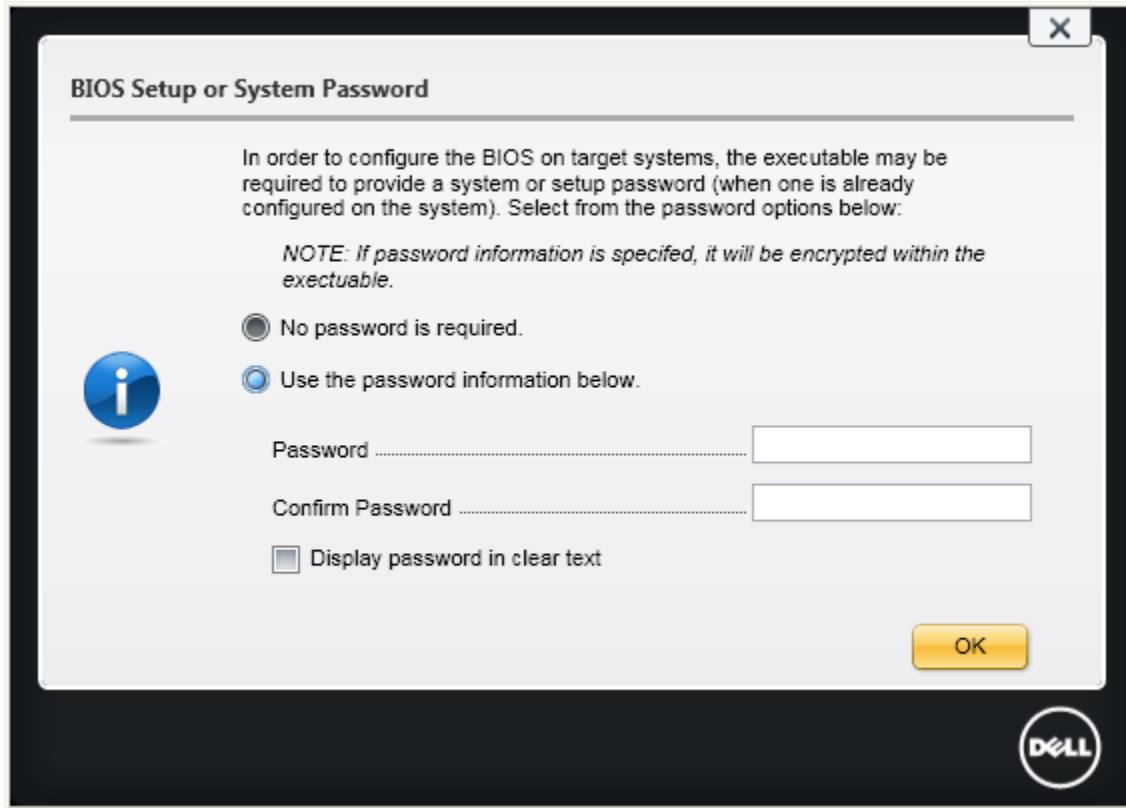 BIOS Setup or System Password
In order to configure the BIOS on target systems, the executable may be
required to provide a system or setup password (when one is already
configured on the system). Select from the password options below:
NOTE: If password information is specifed, it will be encrypted within the
exectuable.
No password is required.
Use the password information below.
Password
Confirm Password
Display password in clear text
OK
DELL